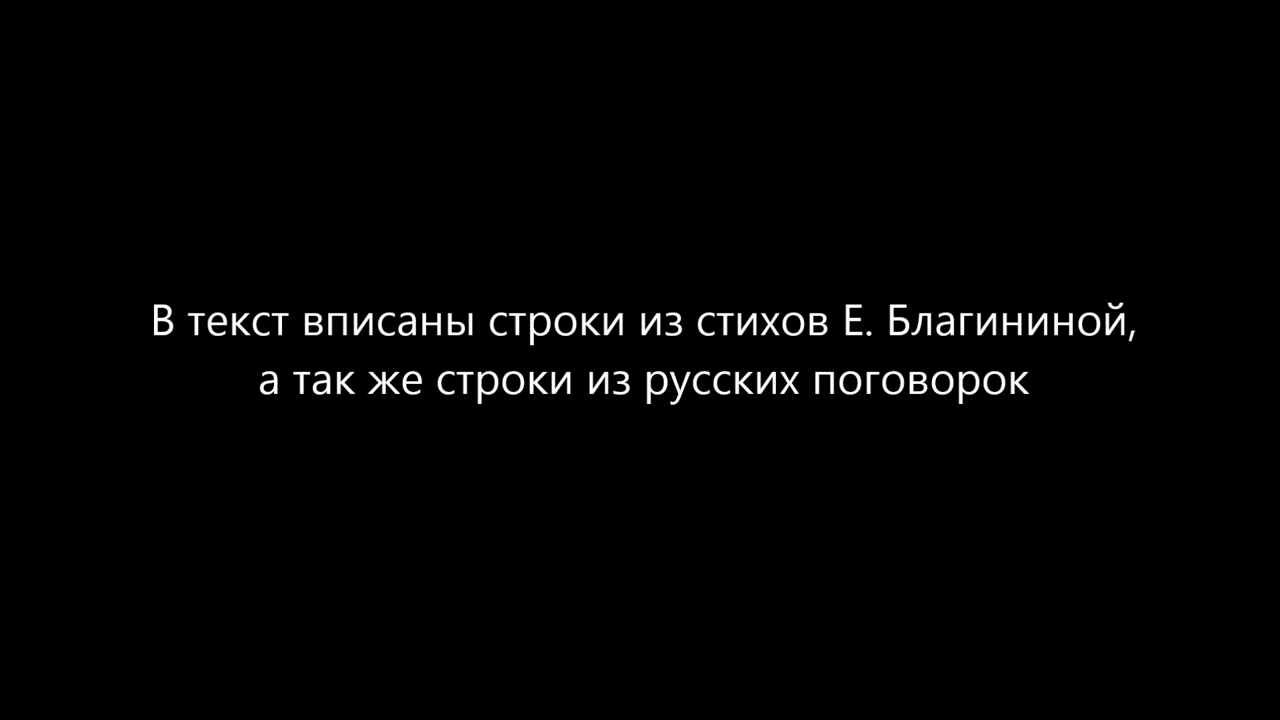 В текст вписаны строки из стихов Е. Благининой,
а так же строки из русских поговорок